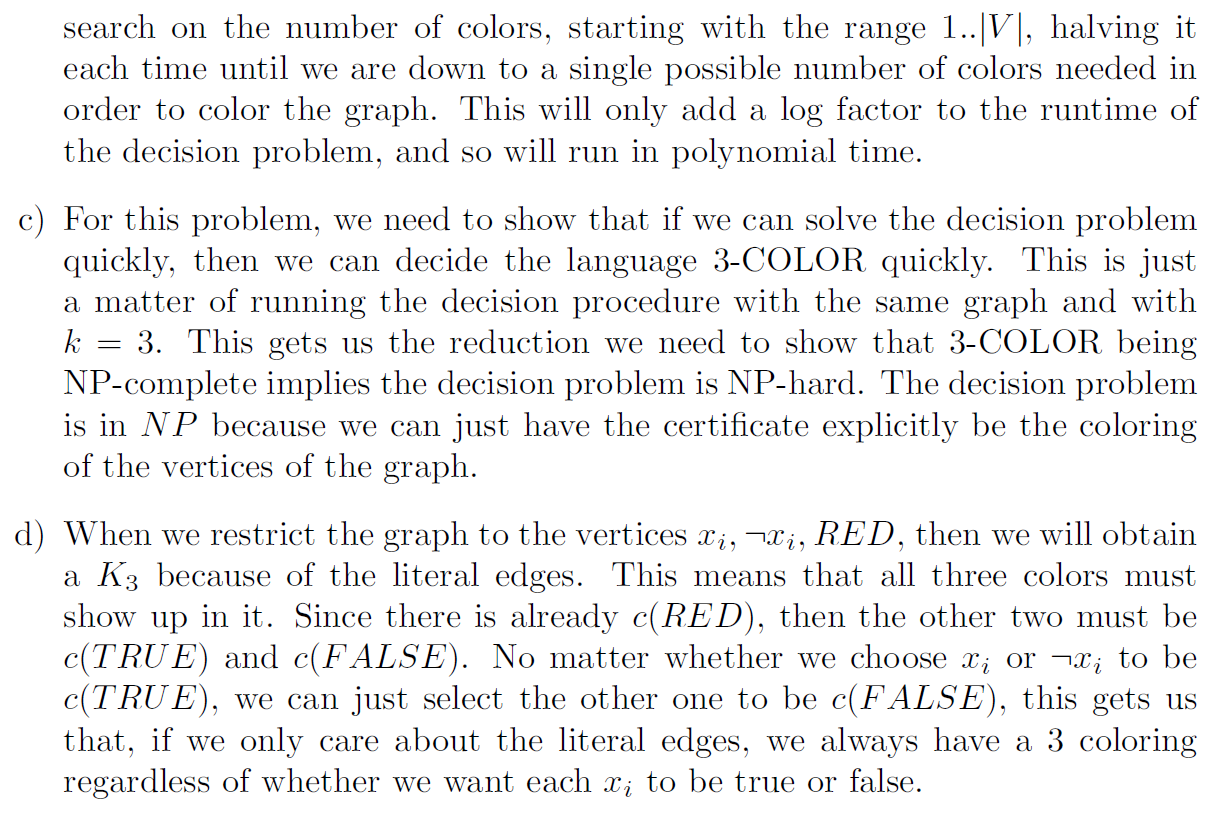 search on the number of colors, starting with the range 1..|V|, halving it
each time until we are down to a single possible number of colors needed in
order to color the graph. This will only add a log factor to the runtime of
the decision problem, and so will run in polynomial time.
c) For this problem, we need to show that if we can solve the decision problem
quickly, then we can decide the language 3-COLOR quickly. This is just
a matter of running the decision procedure with the same graph and with
k = 3. This gets us the reduction we need to show that 3-COLOR being
NP-complete implies the decision problem is NP-hard. The decision problem
is in NP because we can just have the certificate explicitly be the coloring
of the vertices of the graph.
d) When we restrict the graph to the vertices xᵢ, ¬xᵢ, RED, then we will obtain
a K₃ because of the literal edges. This means that all three colors must
show up in it. Since there is already c(RED), then the other two must be
c(TRUE) and c(FALSE). No matter whether we choose xᵢ or ¬xᵢ to be
c(TRUE), we can just select the other one to be c(FALSE), this gets us
that, if we only care about the literal edges, we always have a 3 coloring
regardless of whether we want each xᵢ to be true or false.